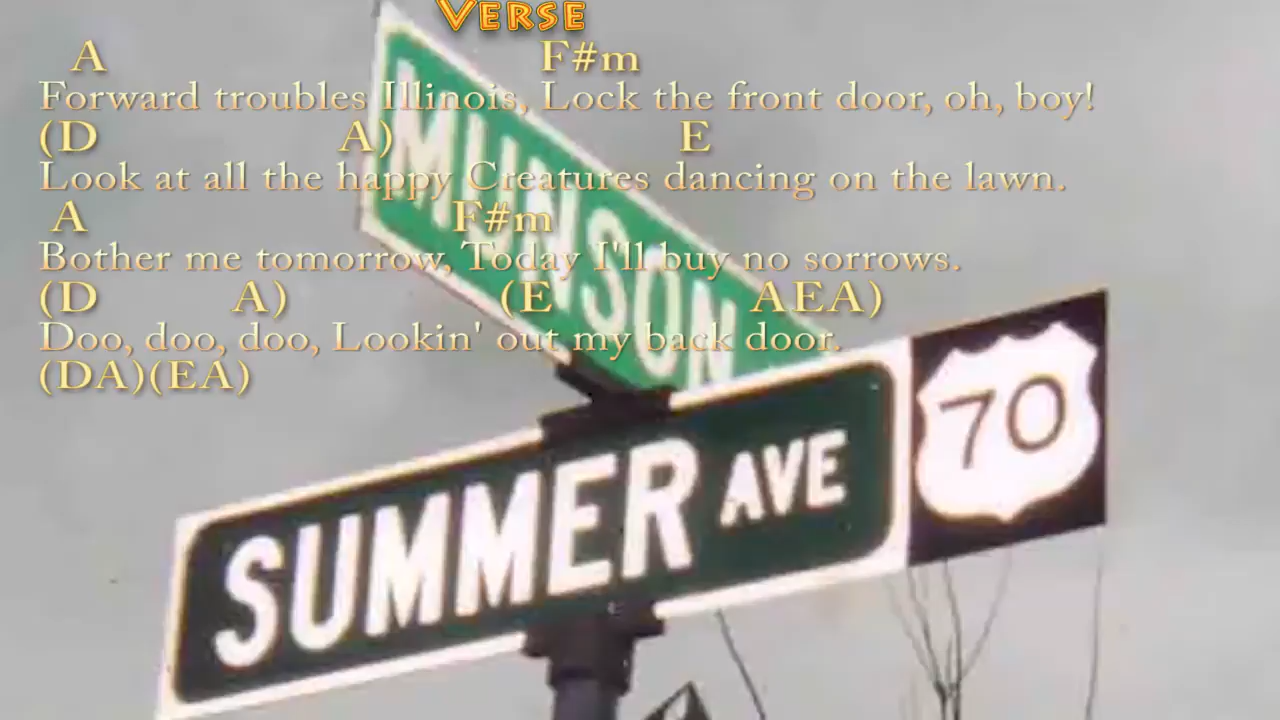 VERSE
A F#m
Forward troubles Illinois, Lock the front door, oh, boy!
(D A) E
Look at all the happy Creatures dancing on the lawn.
A F#m
Bother me tomorrow, Today I'll buy no sorrows.
(D A) (E AEA)
Doo, doo, doo, Lookin' out my back door.
(DA)(EA)
MUNSON
SUMMER AVE
70